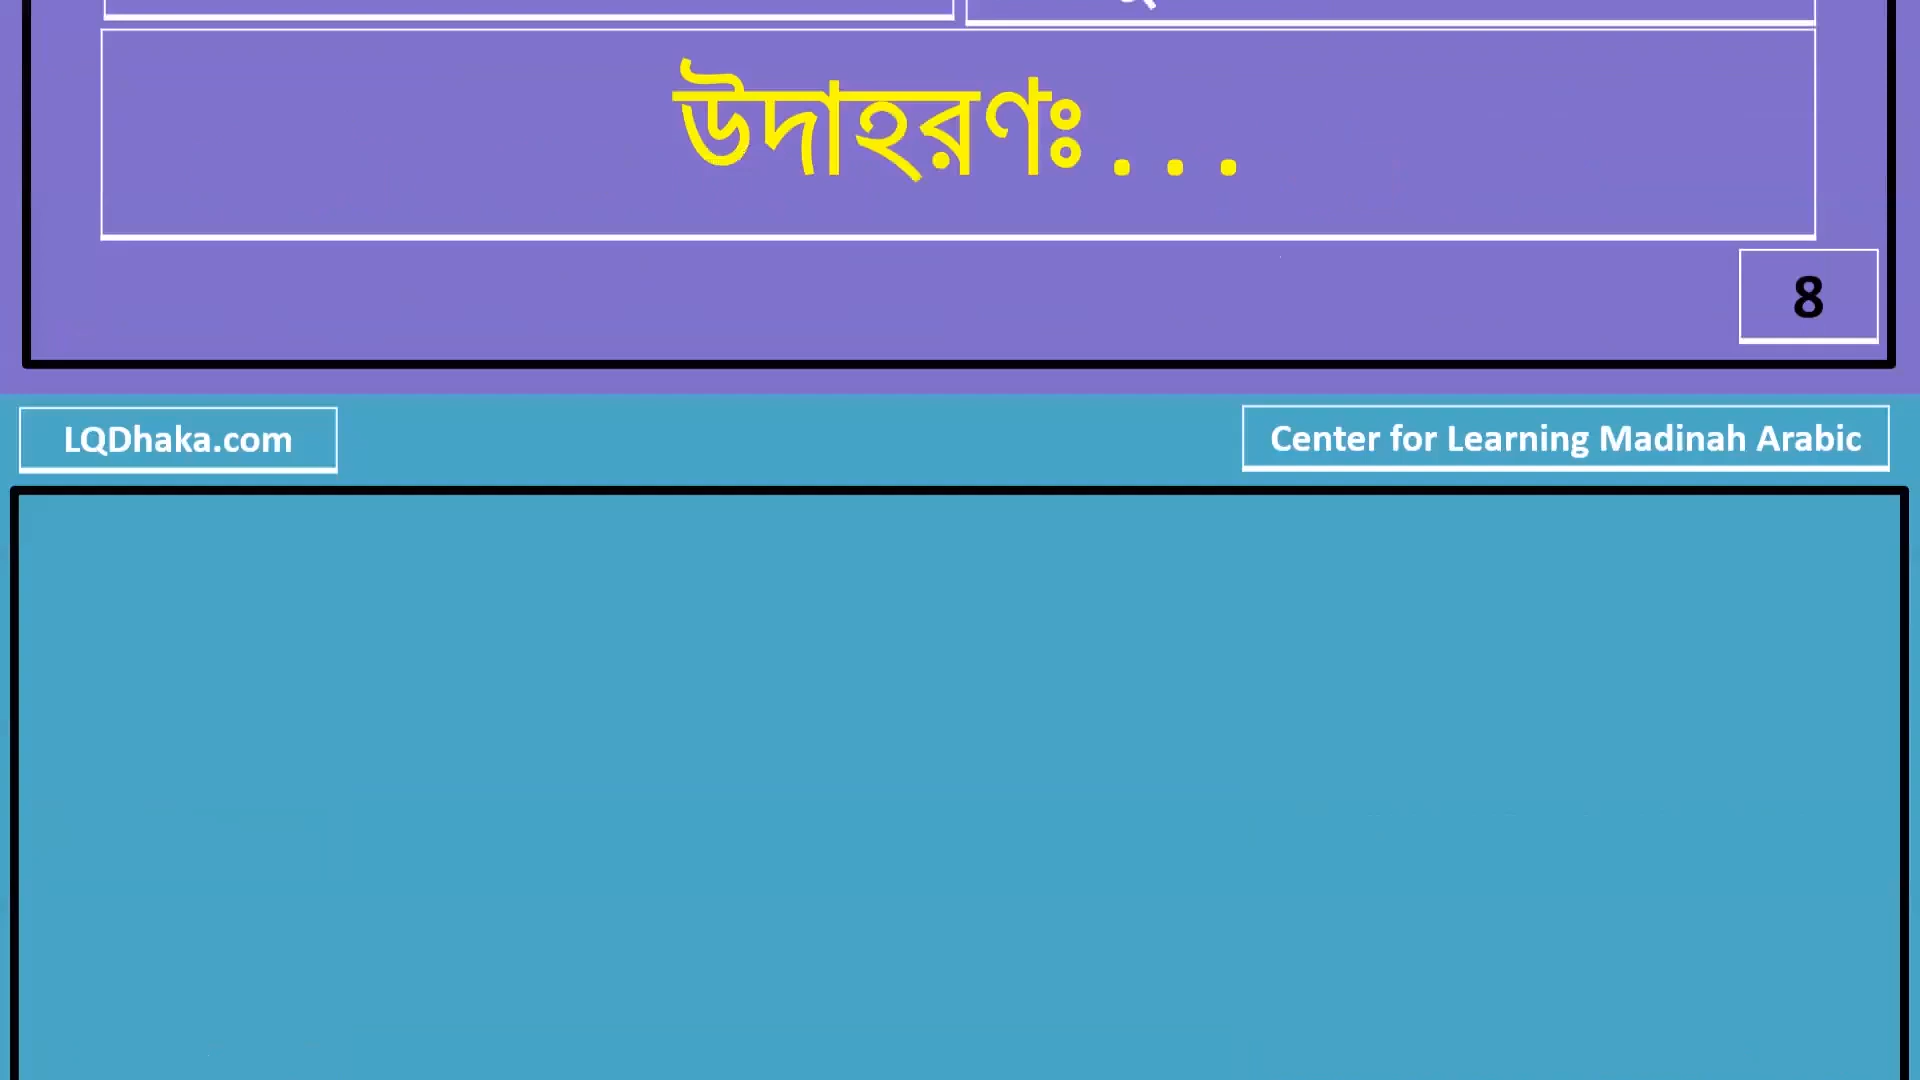 উদাহরণঃ...
8
LQDhaka.com
Center for Learning Madinah Arabic